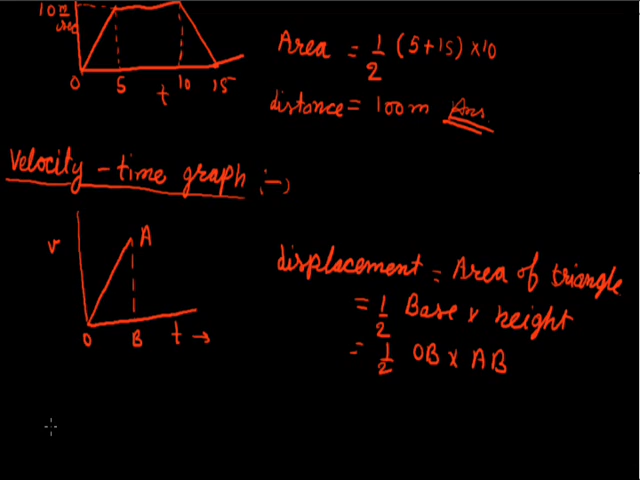 10 m/sec
0 5 10 15
t
Area = 1/2 (5+15) × 10
distance = 100m Ans.
Velocity - time graph :-)
v
A
0 B t →
displacement = Area of triangle
= 1/2 Base × height
= 1/2 OB × AB